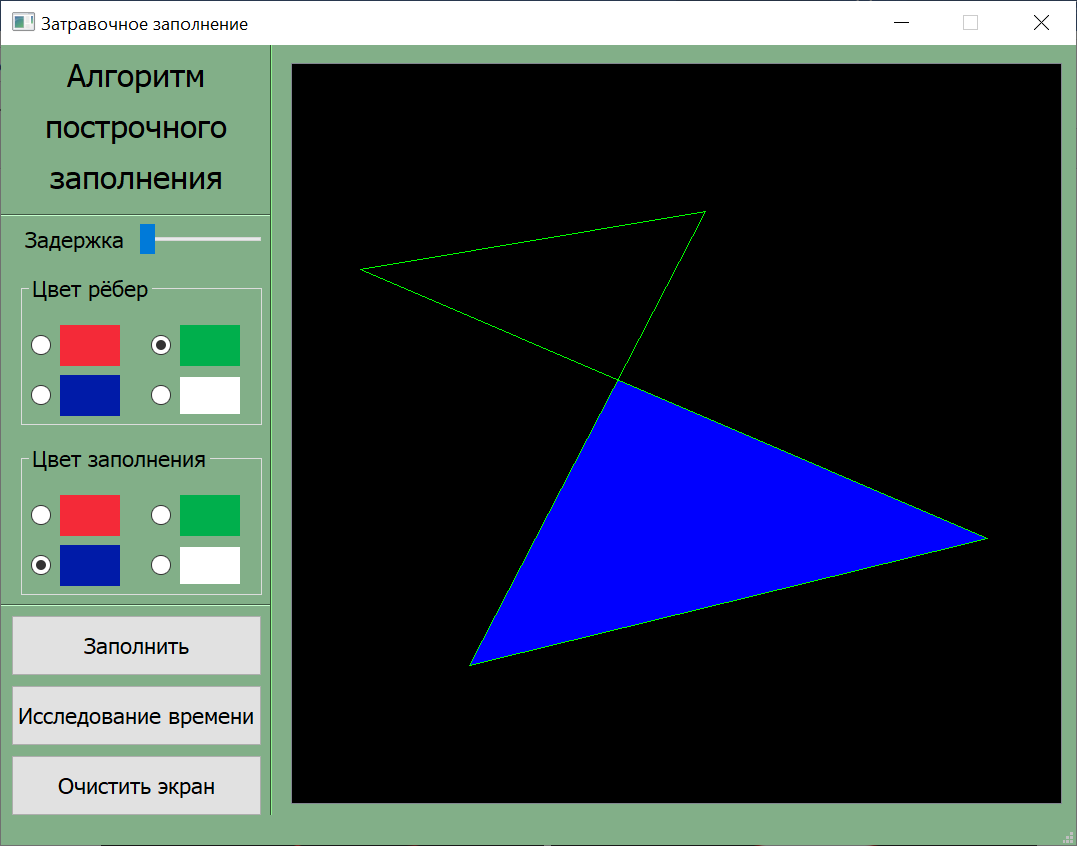 Затравочное заполнение
Алгоритм
построчного
заполнения
Задержка
Цвет рёбер
Цвет заполнения
Заполнить
Исследование времени
Очистить экран